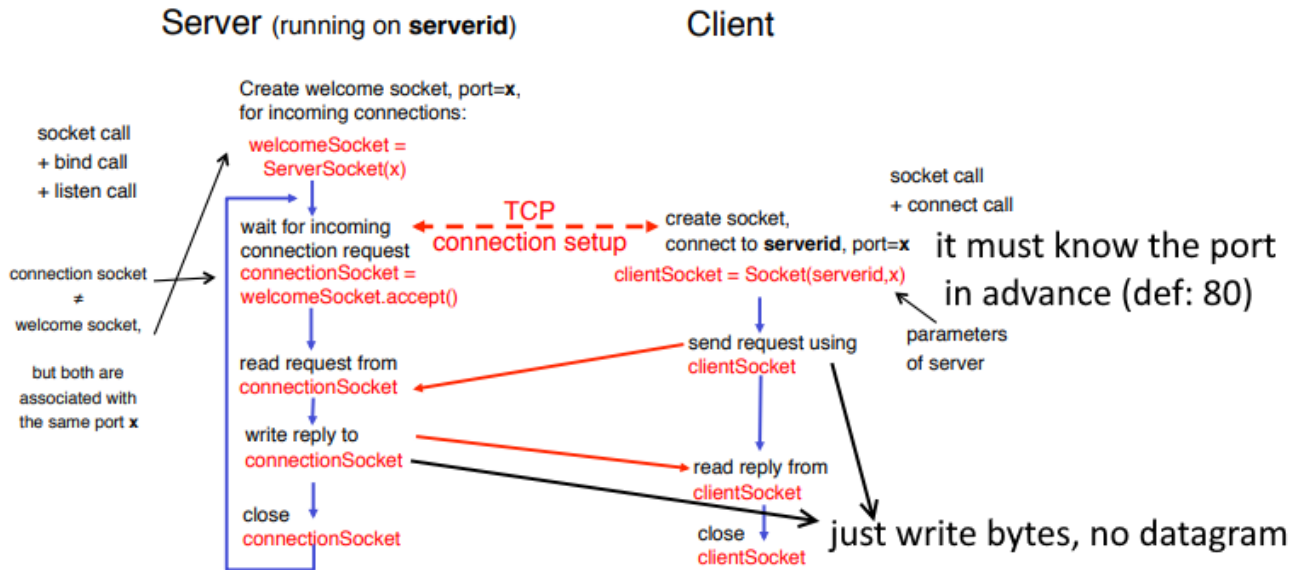 Server (running on serverid)
Client
Create welcome socket, port=x,
for incoming connections:
welcomeSocket =
ServerSocket(x)
socket call
+ bind call
+ listen call
wait for incoming
connection request
connectionSocket =
welcomeSocket.accept()
connection socket
≠
welcome socket,
but both are
associated with
the same port x
TCP
connection setup
socket call
+ connect call
create socket,
connect to serverid, port=x
clientSocket = Socket(serverid,x)
it must know the port
in advance (def: 80)
parameters
of server
send request using
clientSocket
read request from
connectionSocket
write reply to
connectionSocket
read reply from
clientSocket
close
connectionSocket
close
clientSocket
just write bytes, no datagram